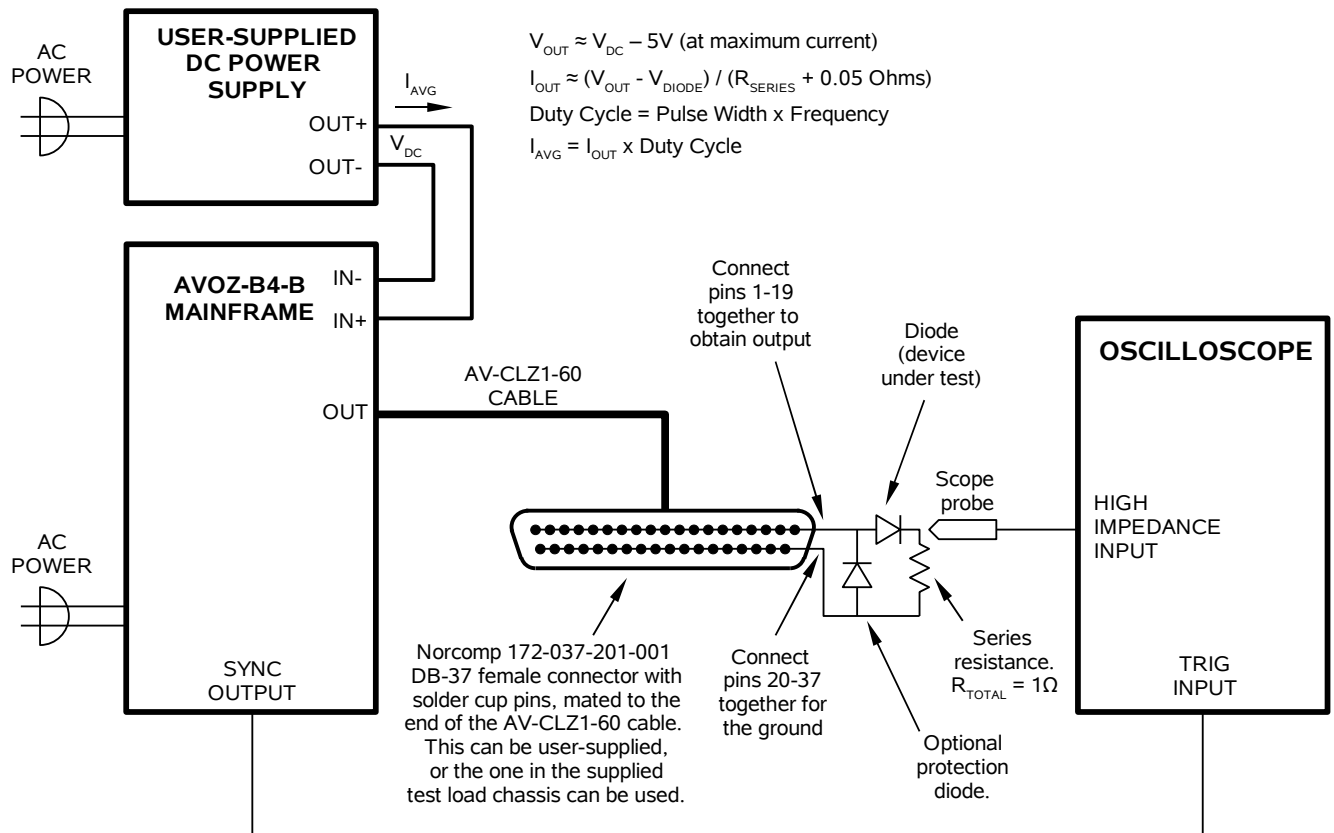 AC
POWER
USER-SUPPLIED
DC POWER
SUPPLY
OUT+
OUT-
I_AVG
V_DC
V_OUT ≈ V_DC – 5V (at maximum current)
I_OUT ≈ (V_OUT - V_DIODE) / (R_SERIES + 0.05 Ohms)
Duty Cycle = Pulse Width x Frequency
I_AVG = I_OUT x Duty Cycle
AVOZ-B4-B
MAINFRAME
IN-
IN+
OUT
AC
POWER
SYNC
OUTPUT
AV-CLZ1-60
CABLE
Connect
pins 1-19
together to
obtain output
Diode
(device
under test)
Scope
probe
OSCILLOSCOPE
HIGH
IMPEDANCE
INPUT
TRIG
INPUT
Norcomp 172-037-201-001
DB-37 female connector with
solder cup pins, mated to the
end of the AV-CLZ1-60 cable.
This can be user-supplied,
or the one in the supplied
test load chassis can be used.
Connect
pins 20-37
together for
the ground
Optional
protection
diode.
Series
resistance.
R_TOTAL = 1Ω